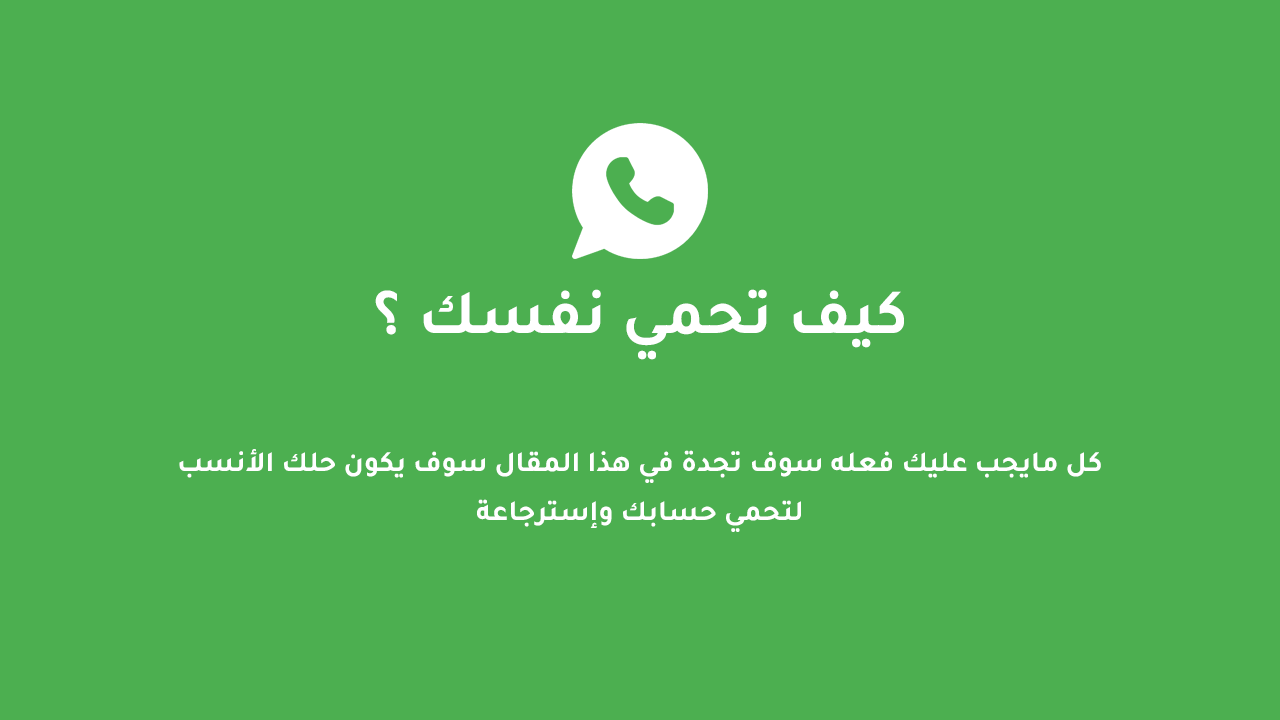 كيف تحمي نفسك ؟
كل مايجب عليك فعله سوف تجدة في هذا المقال سوف يكون حلك الأنسب
لتحمي حسابك وإسترجاعة